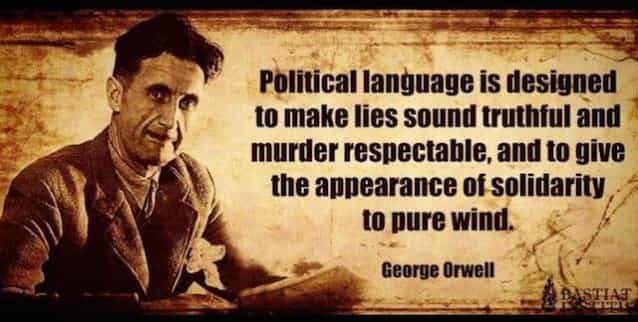 Political language is designed
to make lies sound truthful and
murder respectable, and to give
the appearance of solidarity
to pure wind.
George Orwell
BASTIAT
INSTITUTE